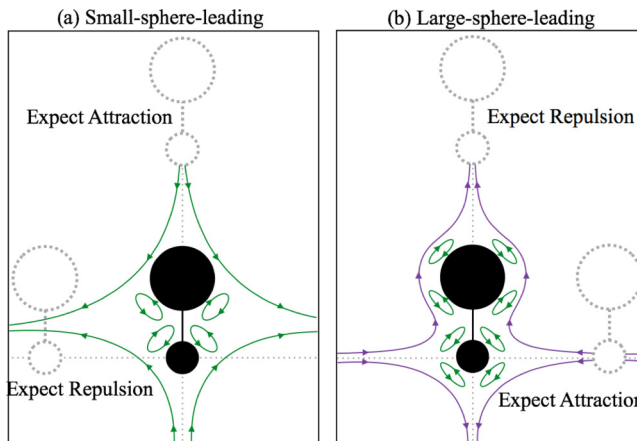 (a) Small-sphere-leading
(b) Large-sphere-leading
Expect Attraction
Expect Repulsion
Expect Repulsion
Expect Attraction